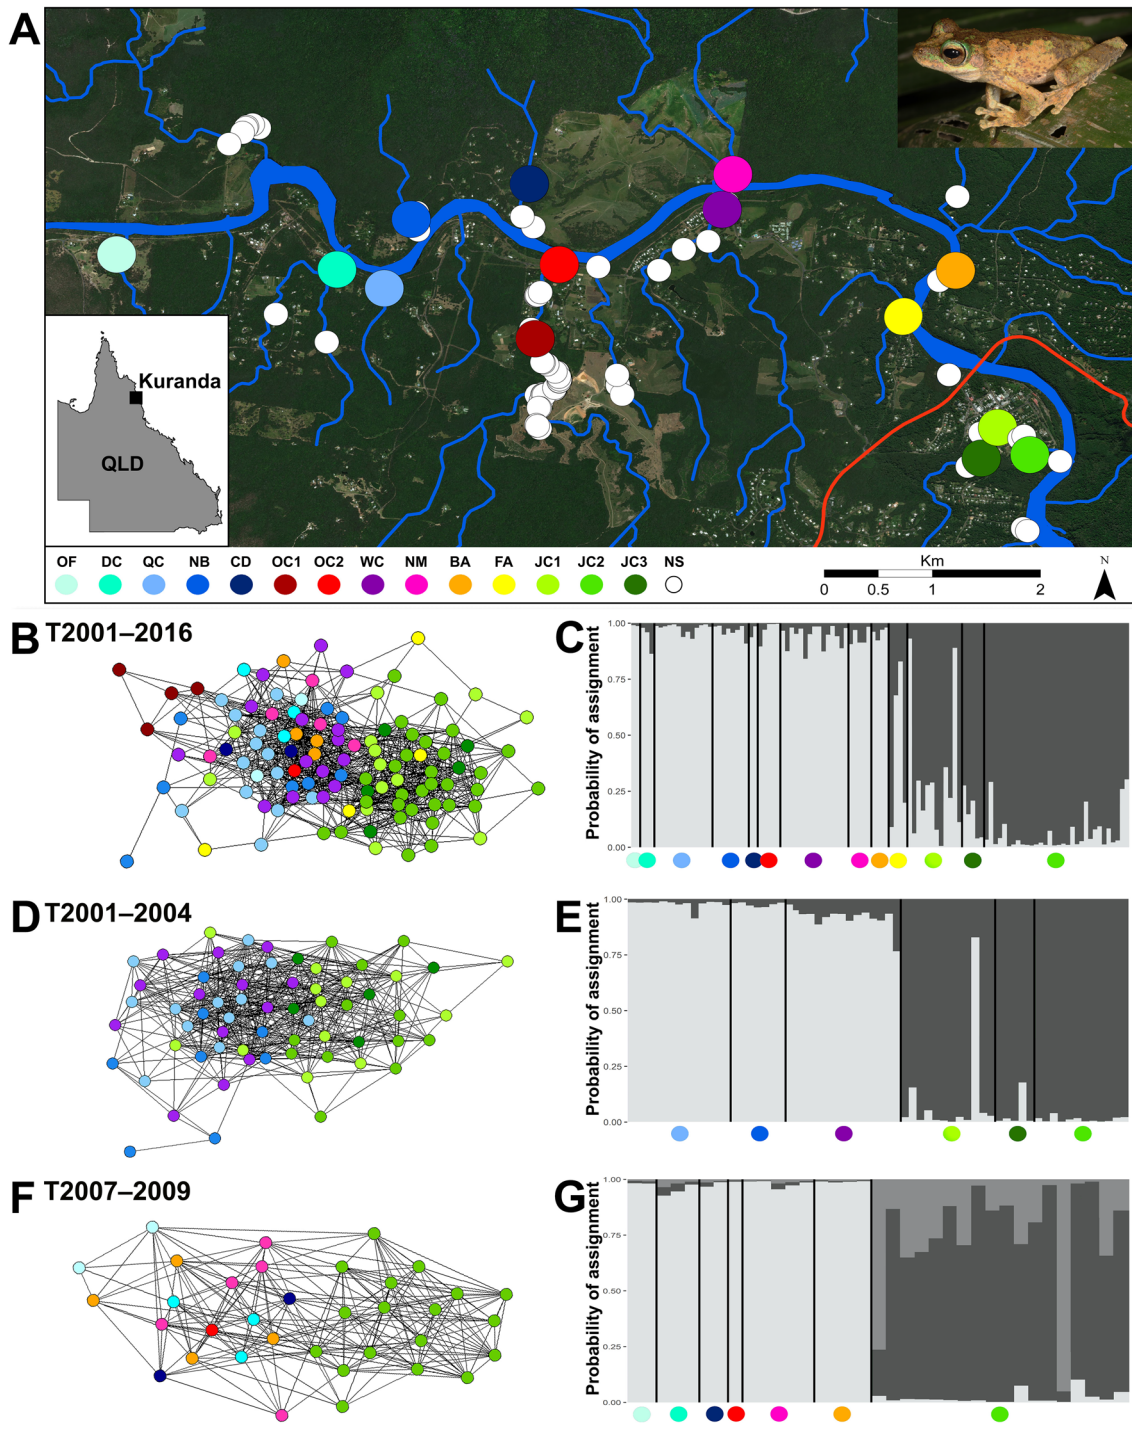 A
Kuranda
QLD
OF DC QC NB CD OC1 OC2 WC NM BA FA JC1 JC2 JC3 NS
Km
0 0.5 1 2
N
B T2001–2016
C
Probability of assignment
1.00
0.75
0.50
0.25
0.00
D T2001–2004
E
Probability of assignment
1.00
0.75
0.50
0.25
0.00
F T2007–2009
G
Probability of assignment
1.00
0.75
0.50
0.25
0.00